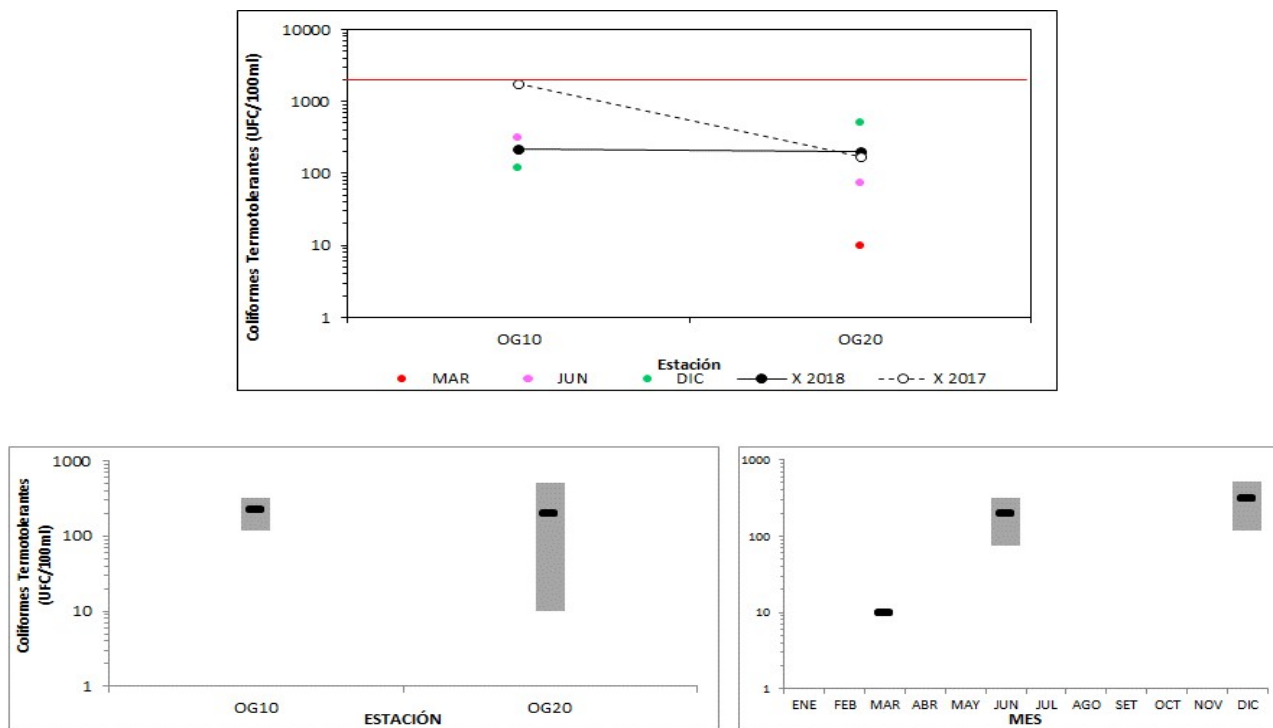 Coliformes Termotolerantes (UFC/100ml)
10000
1000
100
10
1
OG10 OG20
Estación
MAR JUN DIC X 2018 X 2017
Coliformes Termotolerantes
(UFC/100ml)
1000
100
10
1
OG10 OG20
ESTACIÓN
1000
100
10
1
ENE FEB MAR ABR MAY JUN JUL AGO SET OCT NOV DIC
MES